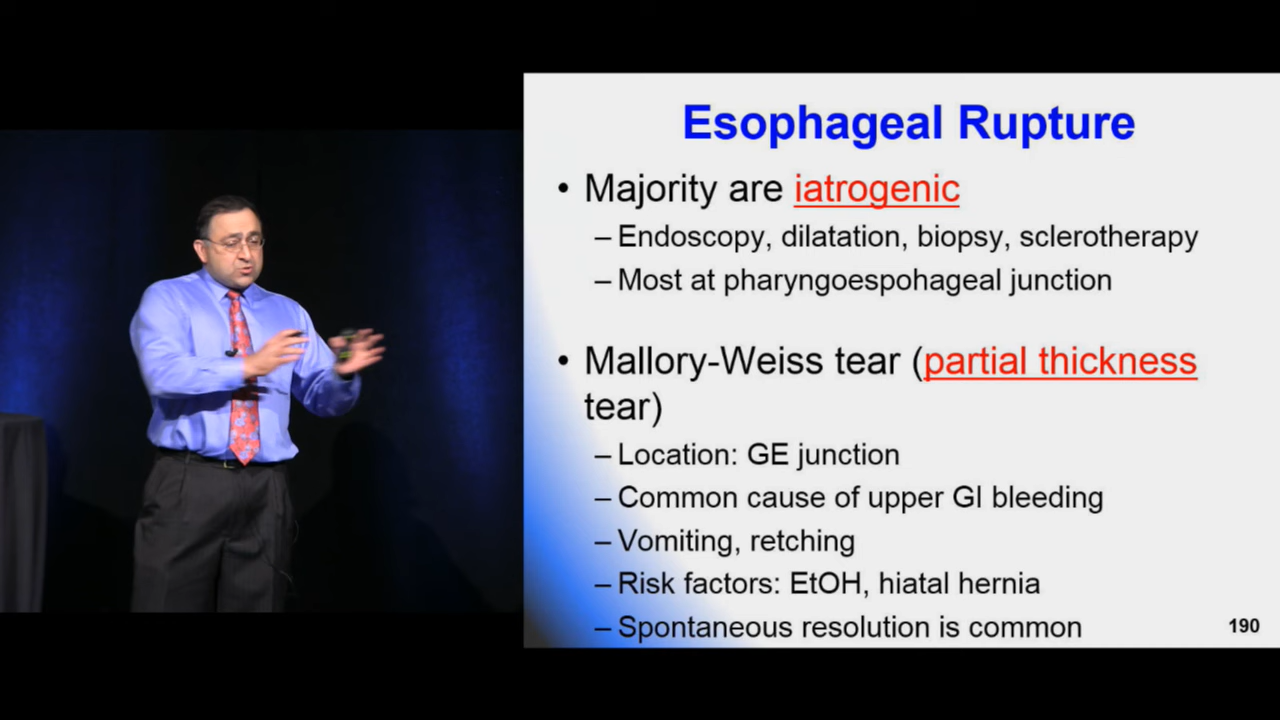 Esophageal Rupture
• Majority are iatrogenic
– Endoscopy, dilatation, biopsy, sclerotherapy
– Most at pharyngoespohageal junction
• Mallory-Weiss tear (partial thickness
tear)
– Location: GE junction
– Common cause of upper GI bleeding
– Vomiting, retching
– Risk factors: EtOH, hiatal hernia
– Spontaneous resolution is common
190